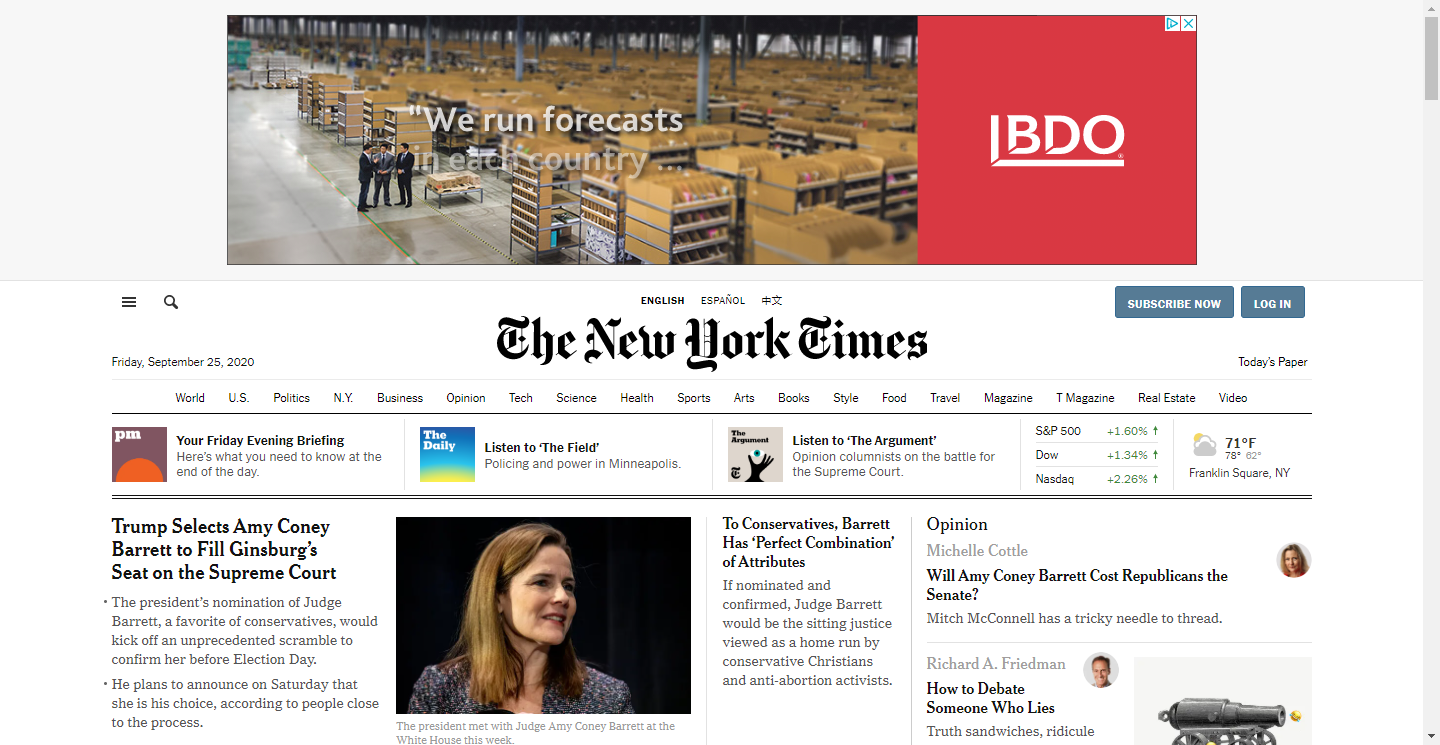 "We run forecasts
in each country ...
BDO
ENGLISH ESPAÑOL 中文
SUBSCRIBE NOW LOG IN
The New York Times
Friday, September 25, 2020
Today's Paper
World U.S. Politics N.Y. Business Opinion Tech Science Health Sports Arts Books Style Food Travel Magazine T Magazine Real Estate Video
pm
Your Friday Evening Briefing
Here's what you need to know at the
end of the day.
The
Daily
Listen to ‘The Field’
Policing and power in Minneapolis.
The
Argument
Listen to ‘The Argument’
Opinion columnists on the battle for
the Supreme Court.
S&P 500 +1.60% ↑
Dow +1.34% ↑
Nasdaq +2.26% ↑
71°F
78° 62°
Franklin Square, NY
Trump Selects Amy Coney
Barrett to Fill Ginsburg’s
Seat on the Supreme Court
• The president’s nomination of Judge
Barrett, a favorite of conservatives, would
kick off an unprecedented scramble to
confirm her before Election Day.
• He plans to announce on Saturday that
she is his choice, according to people close
to the process.
The president met with Judge Amy Coney Barrett at the
White House this week.
To Conservatives, Barrett
Has ‘Perfect Combination’
of Attributes
If nominated and
confirmed, Judge Barrett
would be the sitting justice
viewed as a home run by
conservative Christians
and anti-abortion activists.
Opinion
Michelle Cottle
Will Amy Coney Barrett Cost Republicans the
Senate?
Mitch McConnell has a tricky needle to thread.
Richard A. Friedman
How to Debate
Someone Who Lies
Truth sandwiches, ridicule